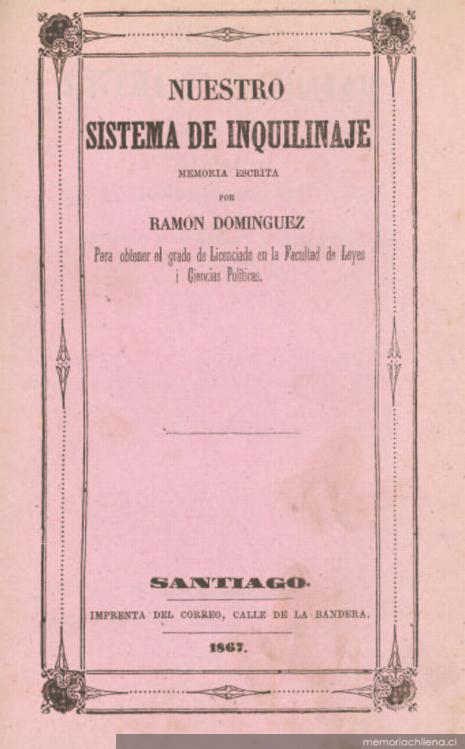 NUESTRO
SISTEMA DE INQUILINAJE
MEMORIA ESCRITA
POR
RAMON DOMINGUEZ
Para obtener el grado de Licenciado en la Facultad de Leyes
i Ciencias Políticas.
SANTIAGO.
IMPRENTA DEL CORREO, CALLE DE LA BANDERA.
1867.
memoriachilena.cl